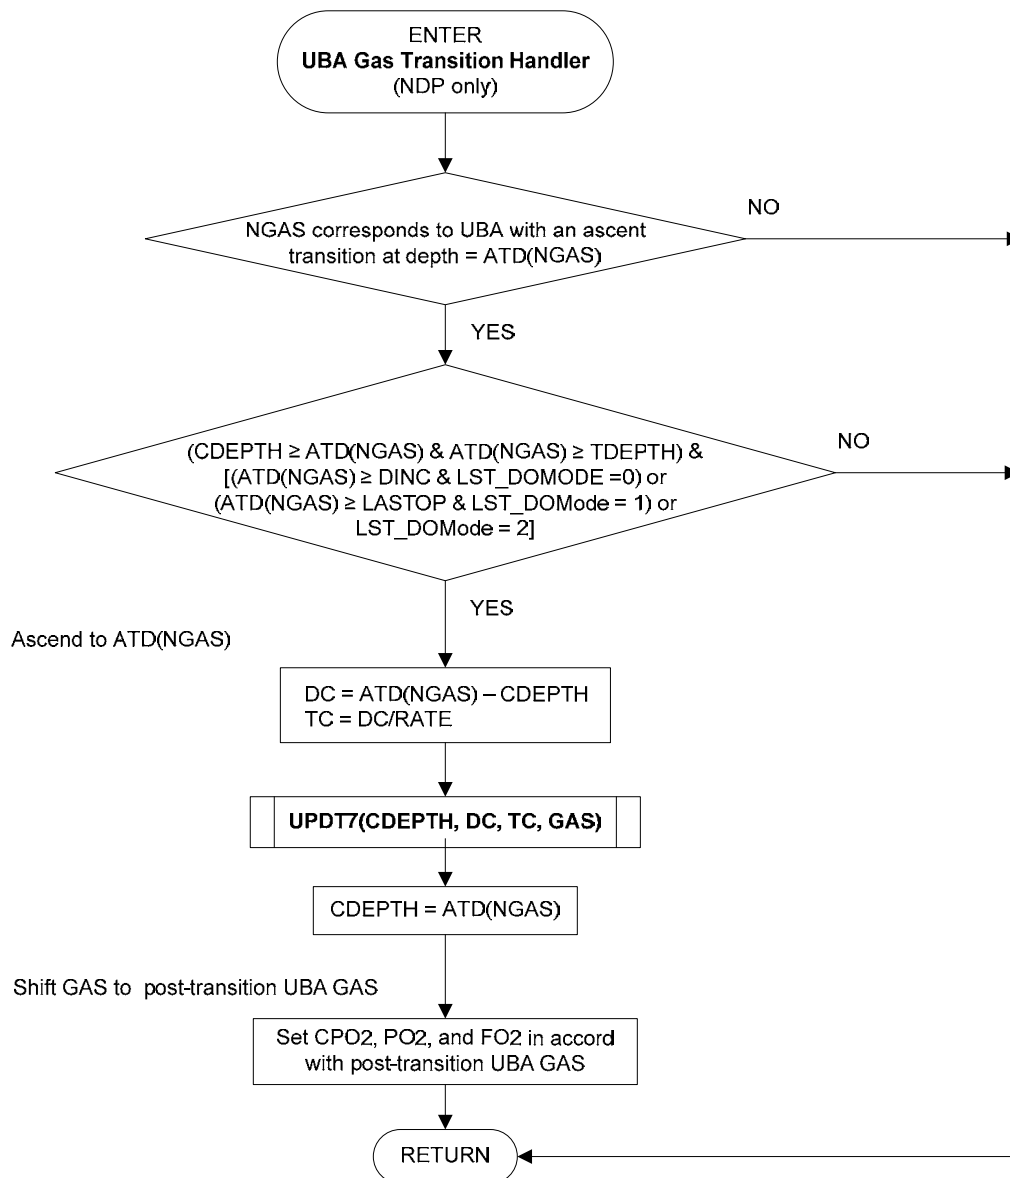 ENTER
UBA Gas Transition Handler
(NDP only)
NO
NGAS corresponds to UBA with an ascent
transition at depth = ATD(NGAS)
YES
NO
(CDEPTH ≥ ATD(NGAS) & ATD(NGAS) ≥ TDEPTH) &
[(ATD(NGAS) ≥ DINC & LST_DOMODE =0) or
(ATD(NGAS) ≥ LASTOP & LST_DOMode = 1) or
LST_DOMode = 2]
YES
Ascend to ATD(NGAS)
DC = ATD(NGAS) – CDEPTH
TC = DC/RATE
UPDT7(CDEPTH, DC, TC, GAS)
CDEPTH = ATD(NGAS)
Shift GAS to post-transition UBA GAS
Set CPO2, PO2, and FO2 in accord
with post-transition UBA GAS
RETURN